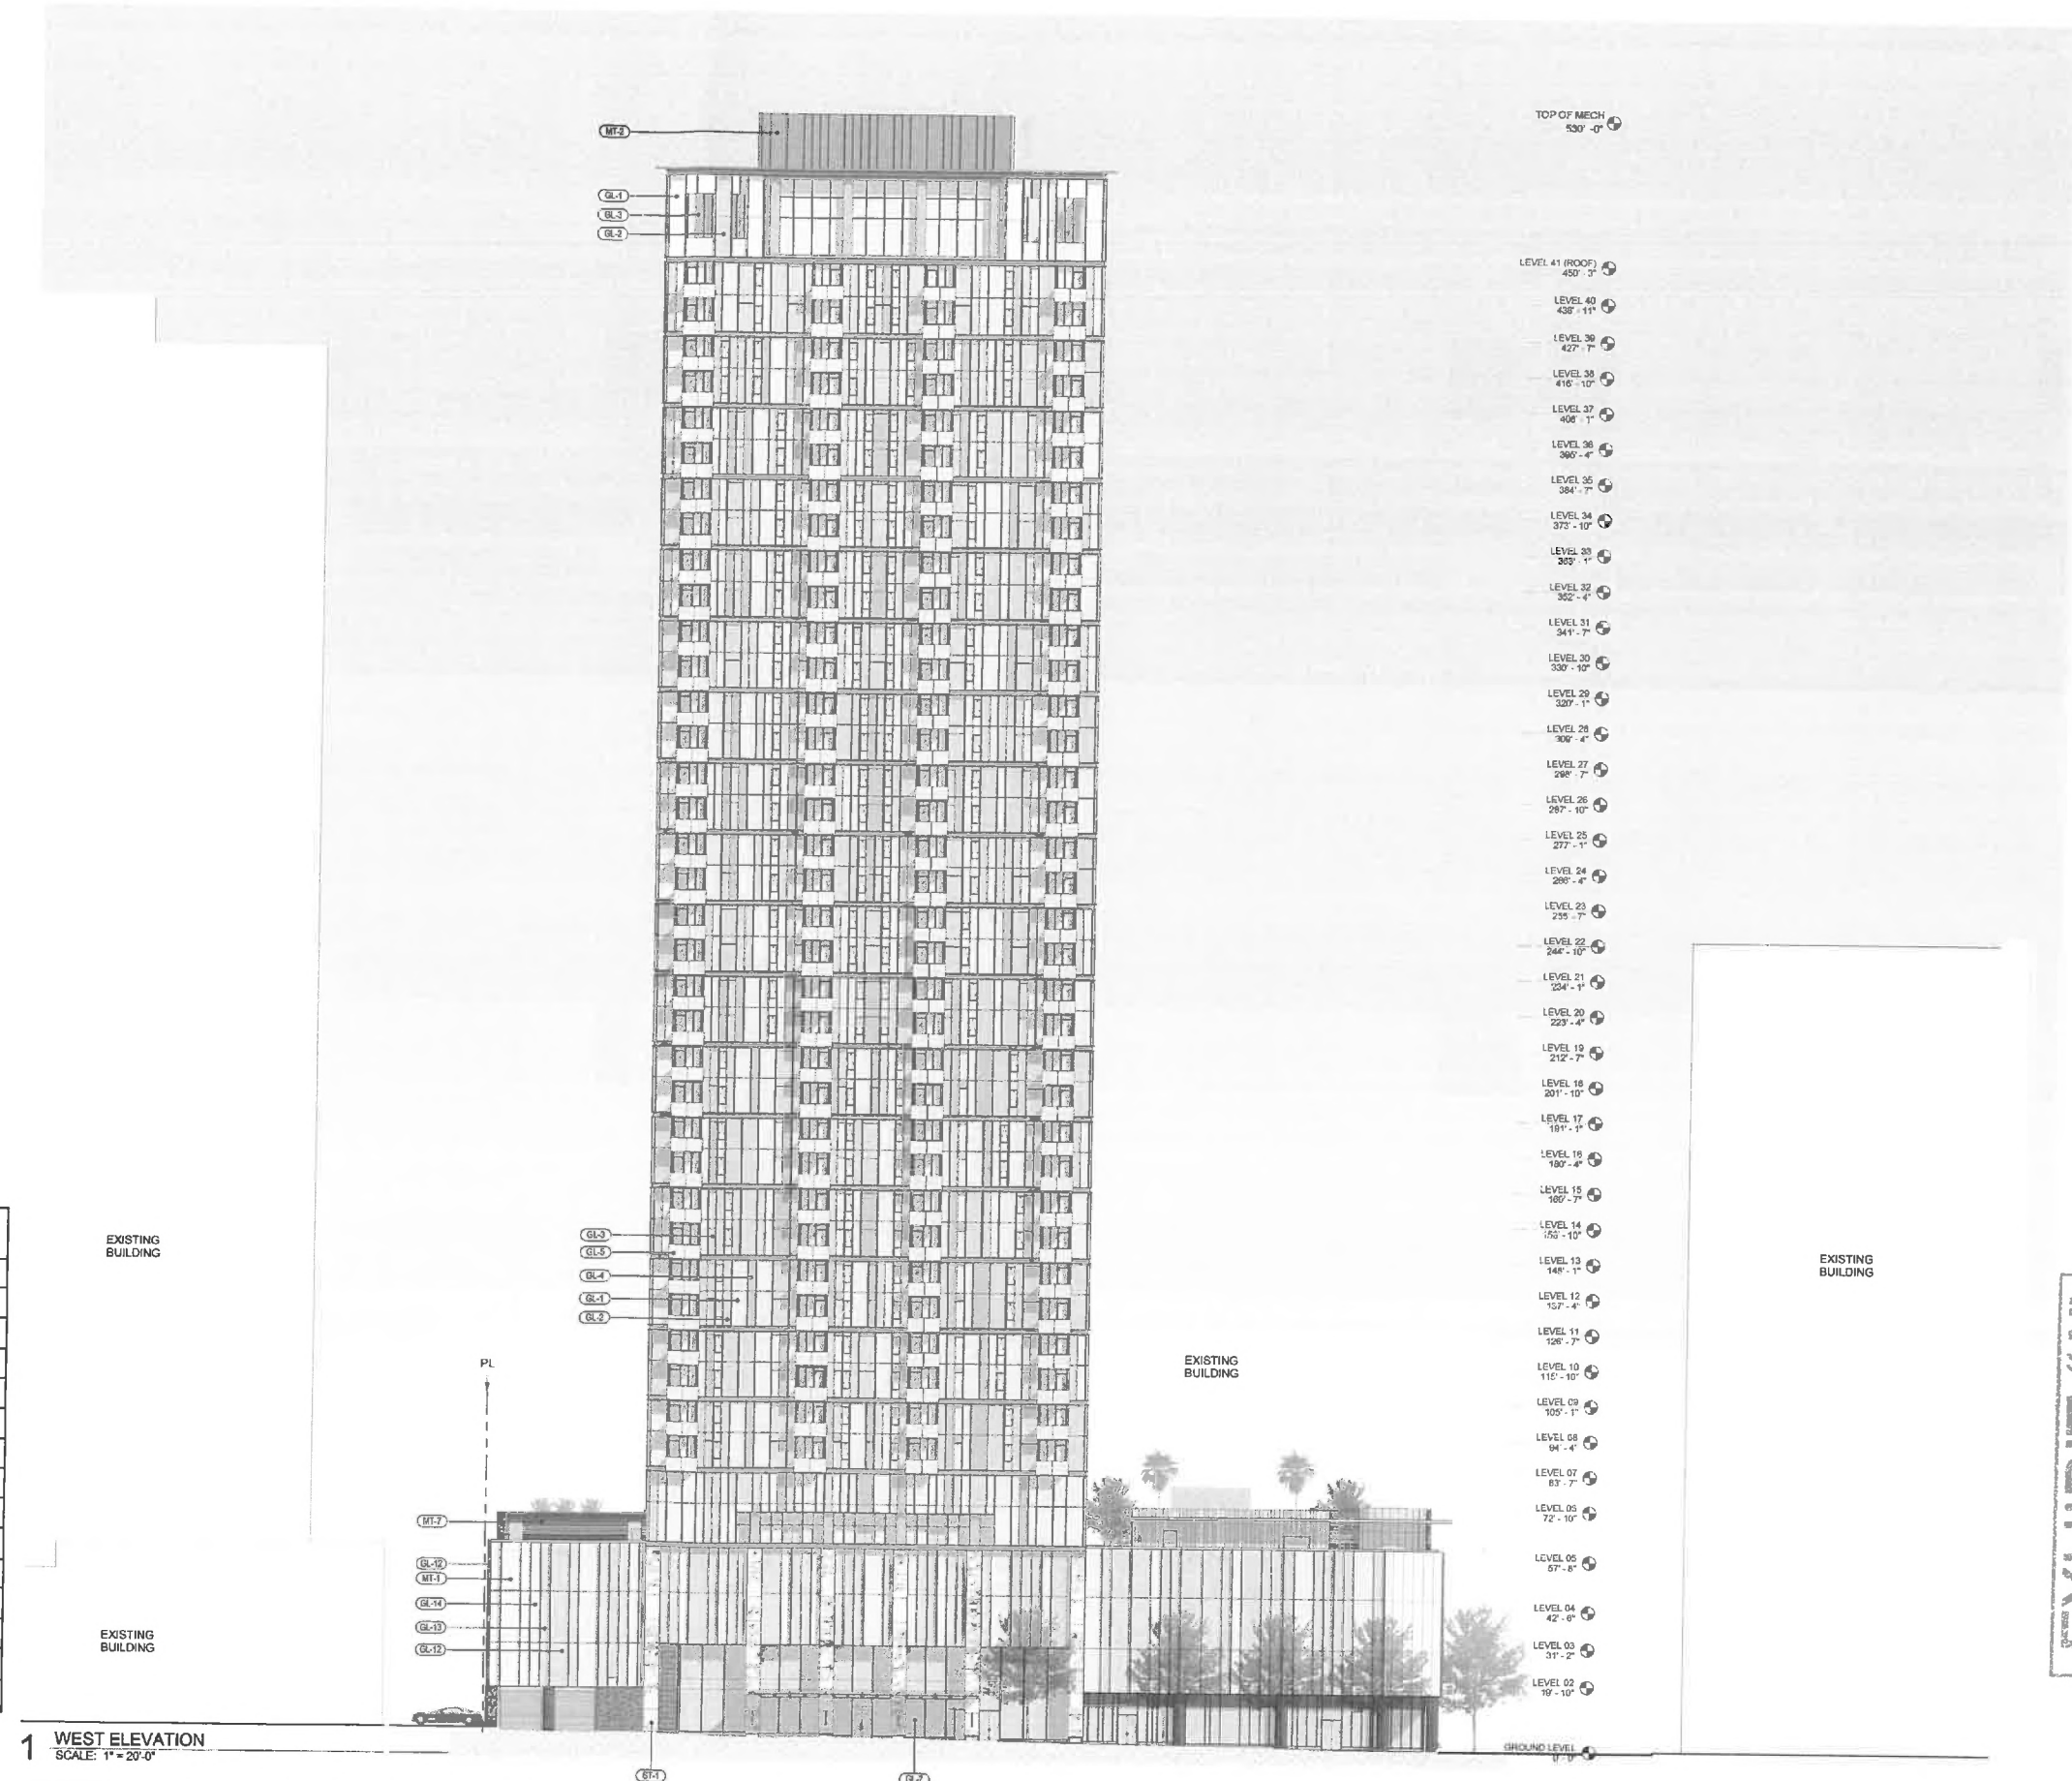 TOP OF MECH
530' -0"
MT-2
GL-1
GL-3
GL-2
LEVEL 41 (ROOF)
450' - 3"
LEVEL 40
438' - 11"
LEVEL 39
427' - 7"
LEVEL 38
416' - 10"
LEVEL 37
406' - 1"
LEVEL 36
395' - 4"
LEVEL 35
384' - 7"
LEVEL 34
373' - 10"
LEVEL 33
363' - 1"
LEVEL 32
352' - 4"
LEVEL 31
341' - 7"
LEVEL 30
330' - 10"
LEVEL 29
320' - 1"
LEVEL 28
309' - 4"
LEVEL 27
298' - 7"
LEVEL 26
287' - 10"
LEVEL 25
277' - 1"
LEVEL 24
266' - 4"
LEVEL 23
255' - 7"
LEVEL 22
244' - 10"
LEVEL 21
234' - 1"
LEVEL 20
223' - 4"
LEVEL 19
212' - 7"
LEVEL 18
201' - 10"
LEVEL 17
191' - 1"
LEVEL 16
180' - 4"
LEVEL 15
169' - 7"
LEVEL 14
158' - 10"
LEVEL 13
148' - 1"
LEVEL 12
137' - 4"
LEVEL 11
126' - 7"
LEVEL 10
115' - 10"
LEVEL 09
105' - 1"
LEVEL 08
94' - 4"
LEVEL 07
83' - 7"
72' - 10"
LEVEL 05
57' - 8"
LEVEL 04
42' - 6"
LEVEL 03
31' - 2"
LEVEL 02
19' - 10"
GROUND LEVEL
0' - 0"
EXISTING
BUILDING
GL-3
GL-5
GL-4
GL-1
GL-2
EXISTING
BUILDING
PL
EXISTING
BUILDING
MT-7
GL-12
MT-1
GL-14
GL-13
GL-12
EXISTING
BUILDING
1 WEST ELEVATION
SCALE: 1" = 20'-0"
ST-1
GL-7